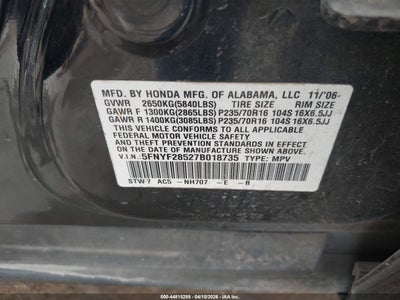 MFD. BY HONDA MFG. OF ALABAMA, LLC 11/'06
GVWR 2650KG(5840LBS) TIRE SIZE RIM SIZE
GAWR F 1300KG(2865LBS) P235/70R16 104S 16X6.5JJ
GAWR R 1400KG(3085LBS) P235/70R16 104S 16X6.5JJ
THIS VEHICLE CONFORMS TO ALL APPLICABLE
FEDERAL MOTOR VEHICLE SAFETY AND
THEFT PREVENTION STANDARDS IN EFFECT
ON THE DATE OF MANUFACTURE SHOWN ABOVE.
V.I.N.: 5FNYF28527B018735 TYPE: MPV
STW-7 AC5 -NH707 -E -B
000-44815288 - 04/10/2026 - IAAI.COM